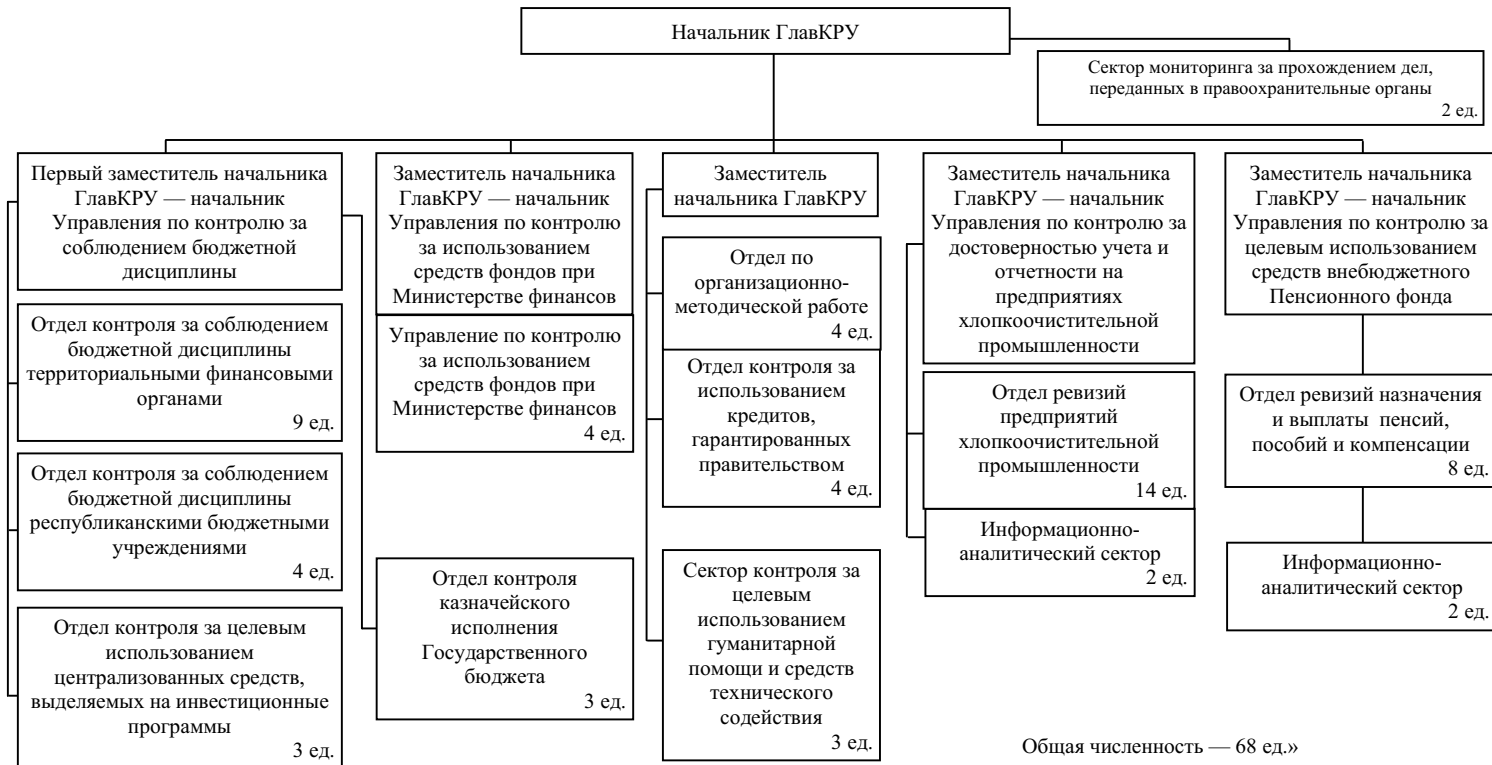 Начальник ГлавКРУ
Сектор мониторинга за прохождением дел,
переданных в правоохранительные органы
2 ед.
Первый заместитель начальника
ГлавКРУ — начальник
Управления по контролю за
соблюдением бюджетной
дисциплины
Отдел контроля за соблюдением
бюджетной дисциплины
территориальными финансовыми
органами
9 ед.
Отдел контроля за соблюдением
бюджетной дисциплины
республиканскими бюджетными
учреждениями
4 ед.
Отдел контроля за целевым
использованием
централизованных средств,
выделяемых на инвестиционные
программы
3 ед.
Заместитель начальника
ГлавКРУ — начальник
Управления по контролю
за использованием
средств фондов при
Министерстве финансов
Управление по контролю
за использованием
средств фондов при
Министерстве финансов
4 ед.
Отдел контроля
казначейского
исполнения
Государственного
бюджета
3 ед.
Заместитель
начальника ГлавКРУ
Отдел по
организационно-
методической работе
4 ед.
Отдел контроля за
использованием
кредитов,
гарантированных
правительством
4 ед.
Сектор контроля за
целевым
использованием
гуманитарной
помощи и средств
технического
содействия
3 ед.
Заместитель начальника
ГлавКРУ — начальник
Управления по контролю за
достоверностью учета и
отчетности на
предприятиях
хлопкоочистительной
промышленности
Отдел ревизий
предприятий
хлопкоочистительной
промышленности
14 ед.
Информационно-
аналитический сектор
2 ед.
Заместитель начальника
ГлавКРУ — начальник
Управления по контролю за
целевым использованием
средств внебюджетного
Пенсионного фонда
Отдел ревизий назначения
и выплаты пенсий,
пособий и компенсации
8 ед.
Информационно-
аналитический сектор
2 ед.
Общая численность — 68 ед.»